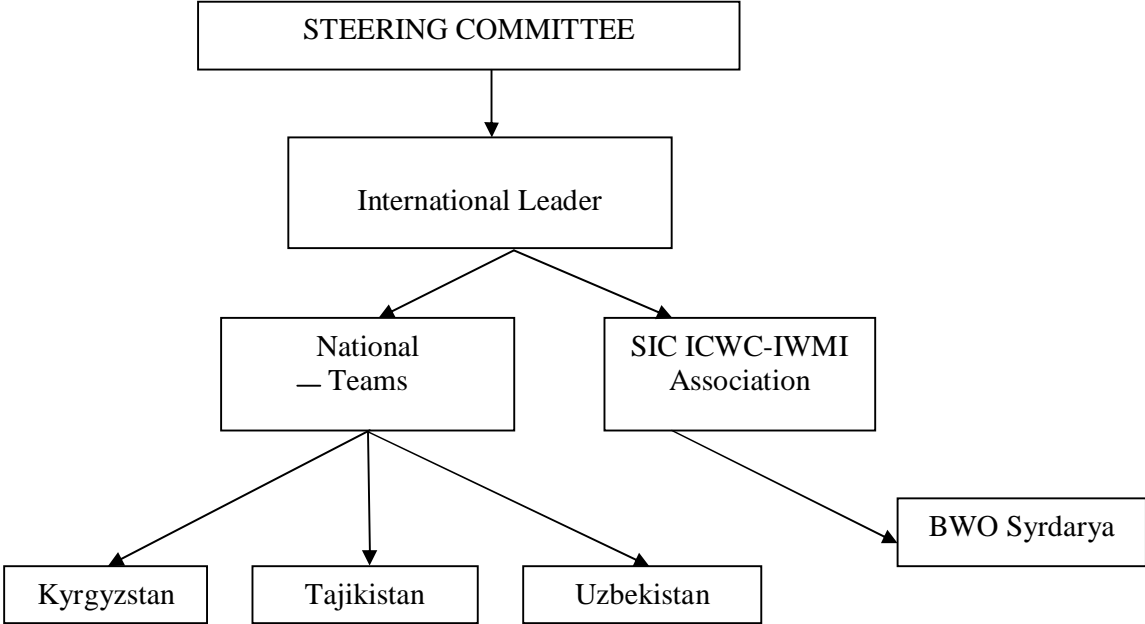 STEERING COMMITTEE
International Leader
National
— Teams
SIC ICWC-IWMI
Association
BWO Syrdarya
Kyrgyzstan
Tajikistan
Uzbekistan